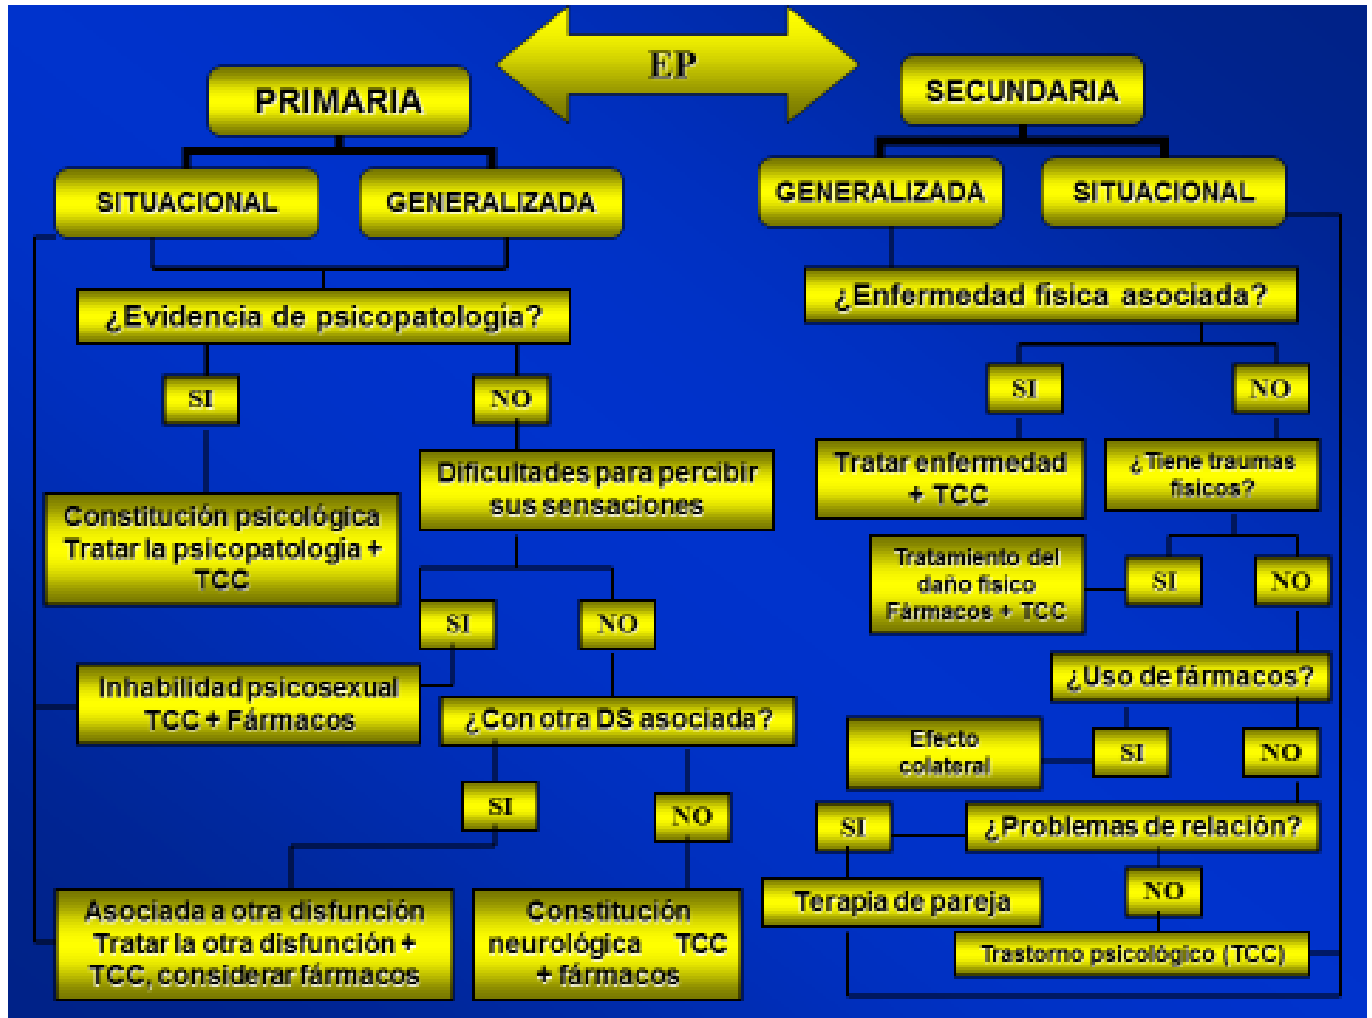 EP
PRIMARIA
SECUNDARIA
SITUACIONAL
GENERALIZADA
GENERALIZADA
SITUACIONAL
¿Evidencia de psicopatología?
SI
NO
Constitución psicológica
Tratar la psicopatología +
TCC
Dificultades para percibir
sus sensaciones
SI
NO
Inhabilidad psicosexual
TCC + Fármacos
¿Con otra DS asociada?
SI
NO
Asociada a otra disfunción
Tratar la otra disfunción +
TCC, considerar fármacos
Constitución
neurológica TCC
+ fármacos
¿Enfermedad física asociada?
SI
NO
Tratar enfermedad
+ TCC
¿Tiene traumas
físicos?
Tratamiento del
daño físico
Fármacos + TCC
SI
NO
¿Uso de fármacos?
Efecto
colateral
SI
NO
SI
¿Problemas de relación?
Terapia de pareja
NO
Trastorno psicológico (TCC)